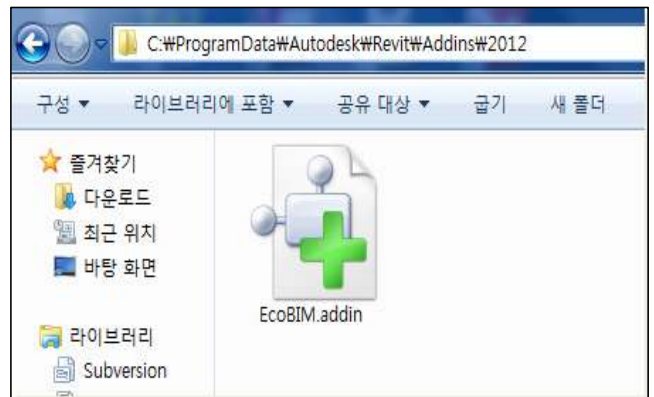 C:₩ProgramData₩Autodesk₩Revit₩Addins₩2012
구성 ▼ 라이브러리에 포함 ▼ 공유 대상 ▼ 굽기 새 폴더
즐겨찾기
다운로드
최근 위치
바탕 화면
라이브러리
Subversion
EcoBIM.addin